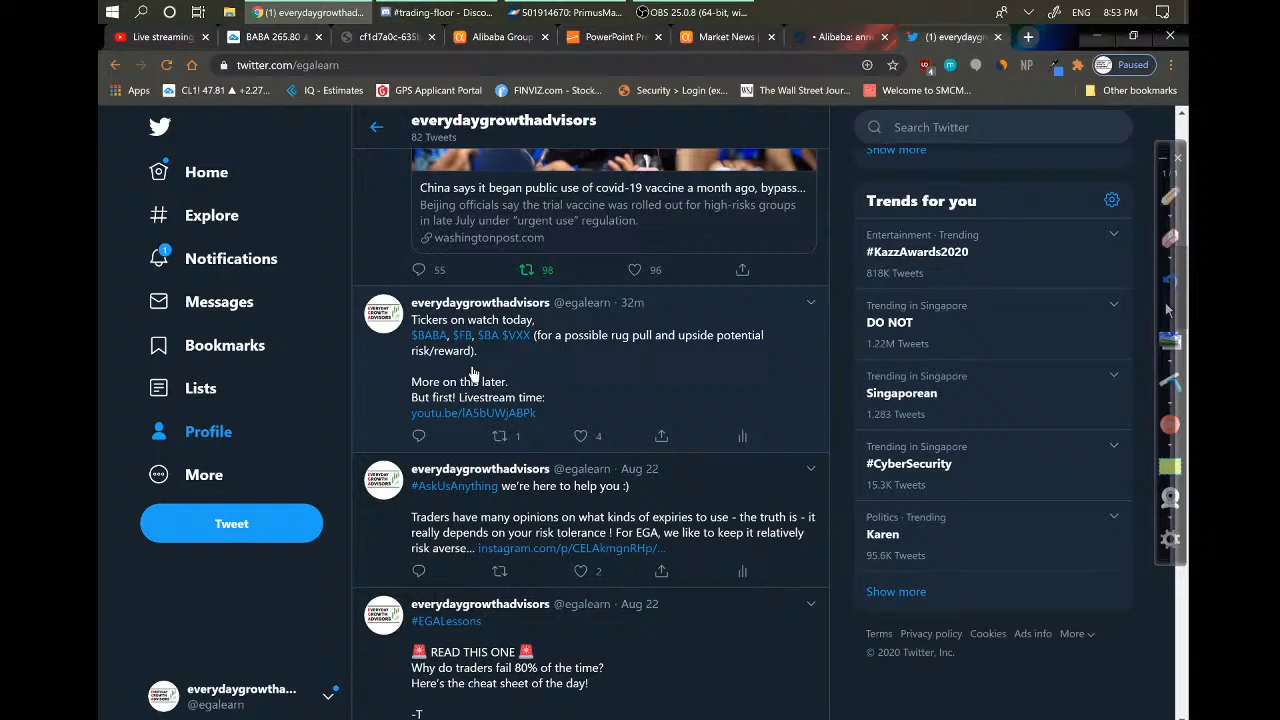 (1) everydaygrowthad...
#trading-floor - Disco...
501914670: PrimusMa...
OBS 25.0.8 (64-bit, wi...
ENG
8:53 PM
Live streaming
BABA 265.80
cf1d7a0c-635b
Alibaba Group
PowerPoint Pr
Market News
Alibaba: ann
(1) everydayg
twitter.com/egalearn
4
NP
Paused
Apps
CL1! 47.81 ▲ +2.27...
IQ - Estimates
GPS Applicant Portal
FINVIZ.com - Stock...
Security > Login (ex...
The Wall Street Jour...
Welcome to SMCM...
Other bookmarks
Home
Explore
1
Notifications
Messages
Bookmarks
Lists
Profile
More
Tweet
everydaygrowtha...
@egalearn
everydaygrowthadvisors
82 Tweets
China says it began public use of covid-19 vaccine a month ago, bypass...
Beijing officials say the trial vaccine was rolled out for high-risks groups
in late July under "urgent use" regulation.
washingtonpost.com
55 98 96
everydaygrowthadvisors @egalearn · 32m
Tickers on watch today,
$BABA, $FB, $BA $VXX (for a possible rug pull and upside potential
risk/reward).
More on this later.
But first! Livestream time:
youtu.be/lA5bUWjABPk
1 4
everydaygrowthadvisors @egalearn · Aug 22
#AskUsAnything we're here to help you :)
Traders have many opinions on what kinds of expiries to use - the truth is - it
really depends on your risk tolerance ! For EGA, we like to keep it relatively
risk averse... instagram.com/p/CELAkmgnRHp/...
2
everydaygrowthadvisors @egalearn · Aug 22
#EGALessons
🚨 READ THIS ONE 🚨
Why do traders fail 80% of the time?
Here's the cheat sheet of the day!
-T
Search Twitter
Show more
Trends for you
Entertainment · Trending
#KazzAwards2020
818K Tweets
Trending in Singapore
DO NOT
1.22M Tweets
Trending in Singapore
Singaporean
1,283 Tweets
Trending in Singapore
#CyberSecurity
15.3K Tweets
Politics · Trending
Karen
95.6K Tweets
Show more
Terms Privacy policy Cookies Ads info More
© 2020 Twitter, Inc.
1/1